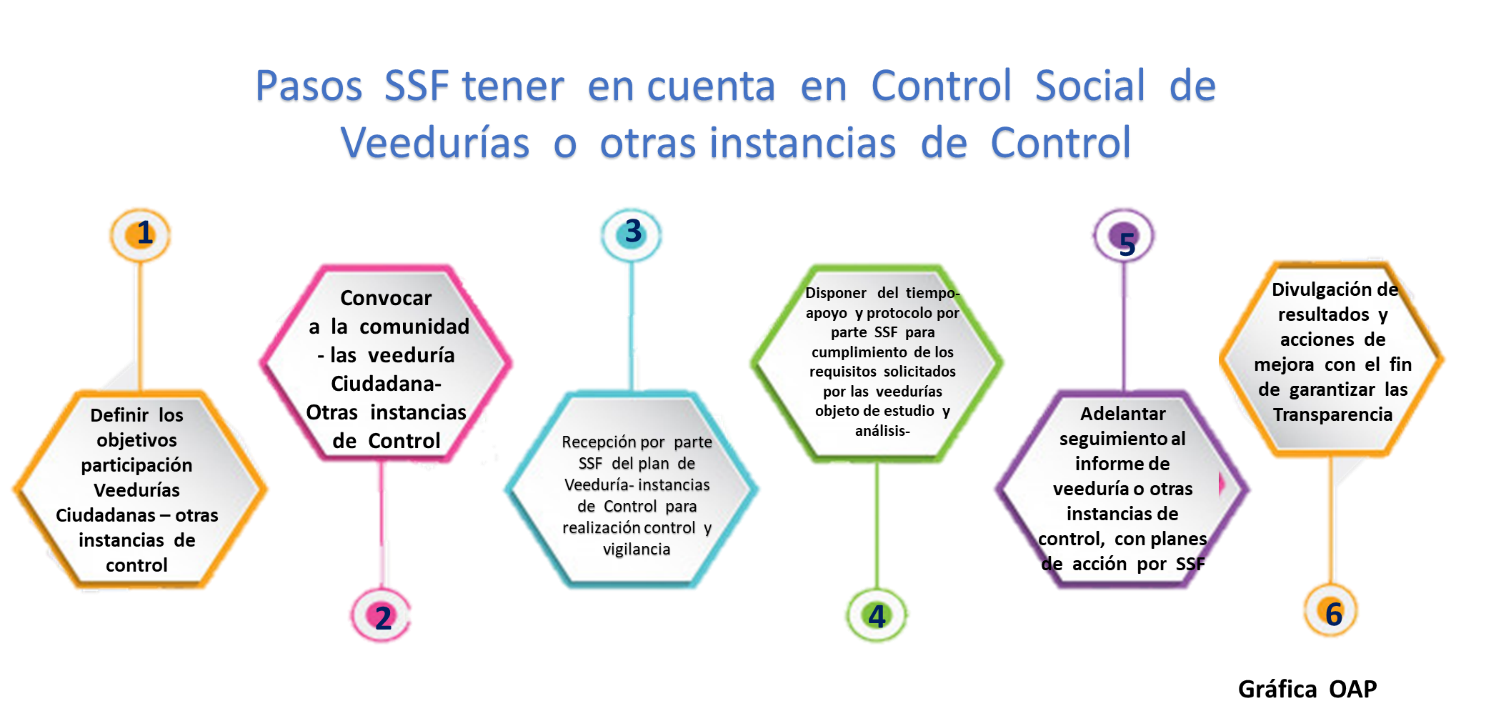 Pasos SSF tener en cuenta en Control Social de
Veedurías o otras instancias de Control
1
Definir los
objetivos
participación
Veedurías
Ciudadanas – otras
instancias de
control
2
Convocar
a la comunidad
- las veeduría
Ciudadana-
Otras instancias
de Control
3
Recepción por parte
SSF del plan de
Veeduría- instancias
de Control para
realización control y
vigilancia
4
Disponer del tiempo-
apoyo y protocolo por
parte SSF para
cumplimiento de los
requisitos solicitados
por las veedurías
objeto de estudio y
análisis-
5
Adelantar
seguimiento al
informe de
veeduría o otras
instancias de
control, con planes
de acción por SSF
6
Divulgación de
resultados y
acciones de
mejora con el fin
de garantizar las
Transparencia
Gráfica OAP